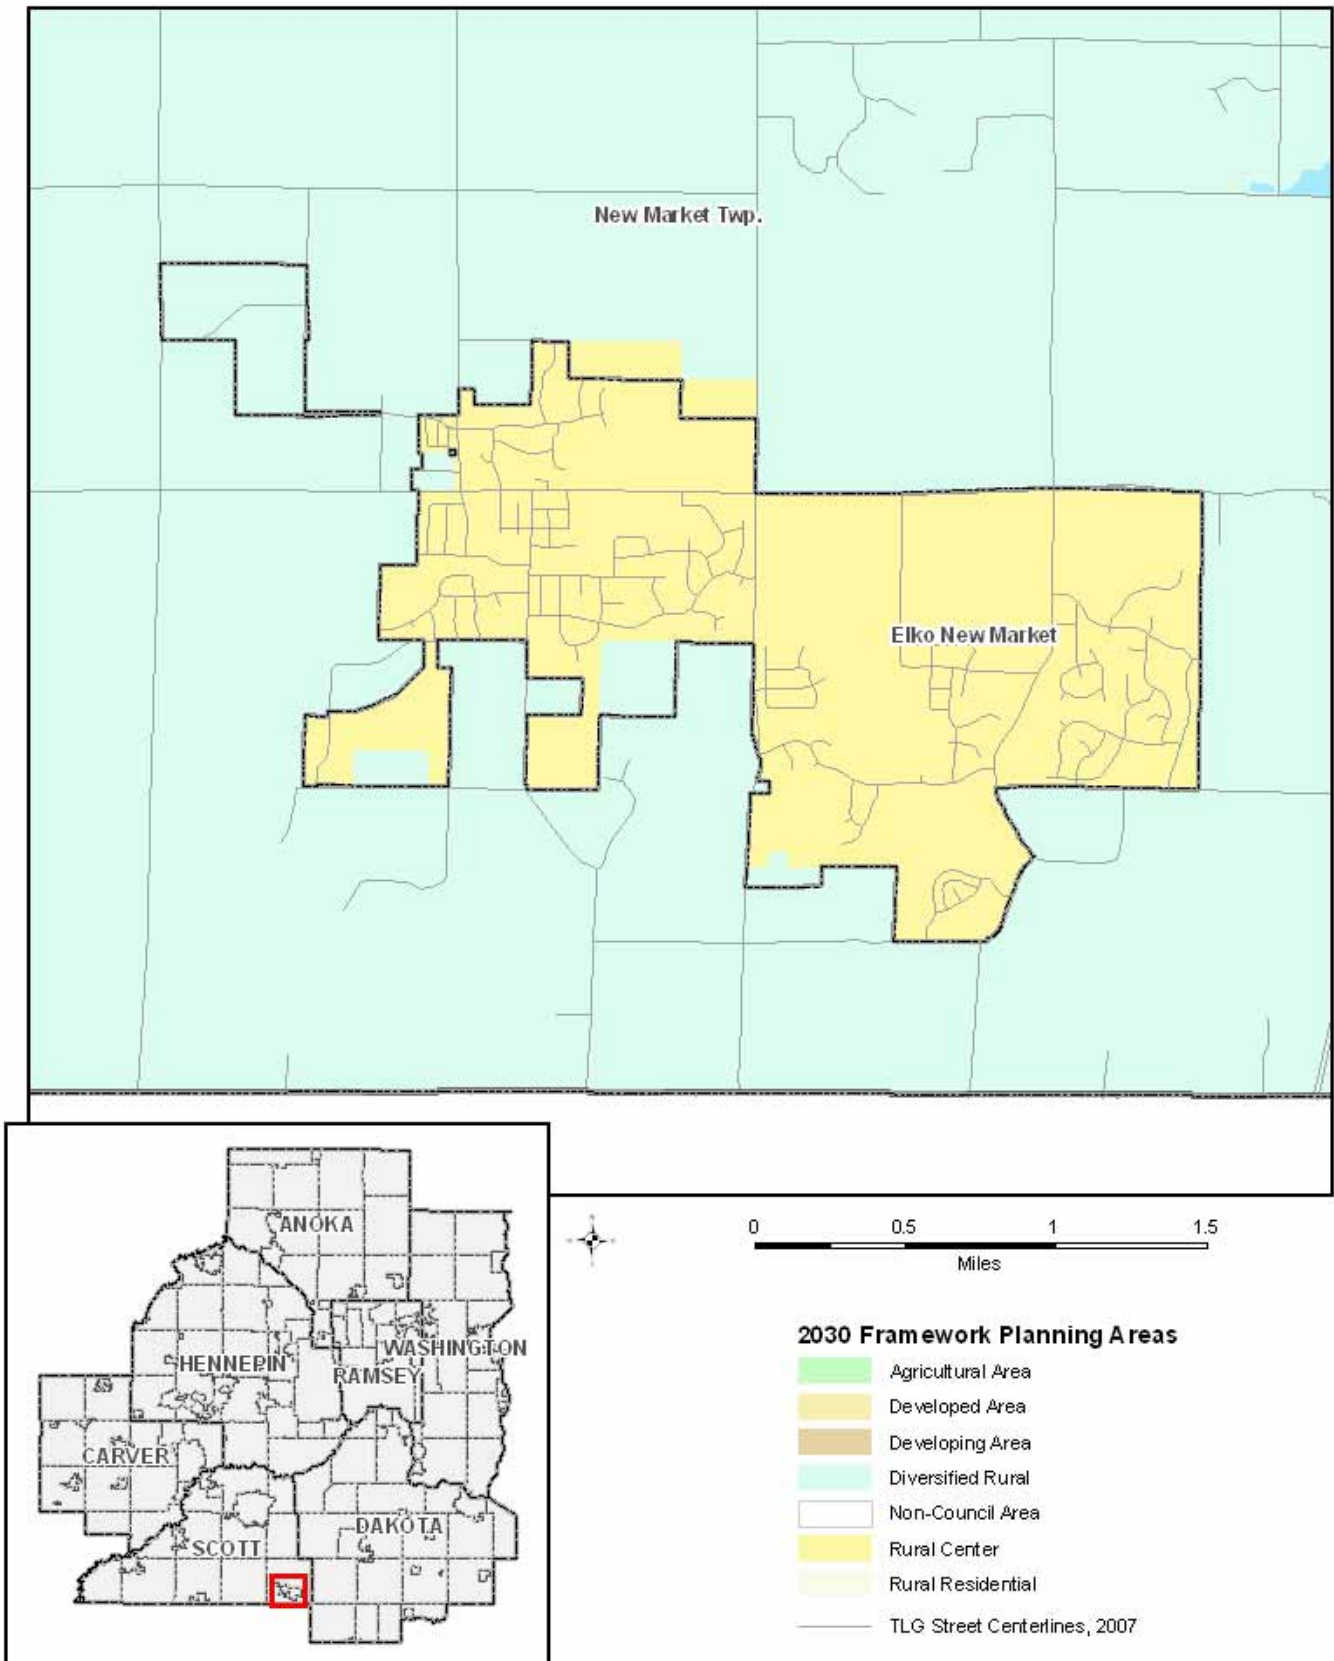 New Market Twp.
Elko New Market
ANOKA
HENNEPIN
WASHINGTON
RAMSEY
CARVER
SCOTT
DAKOTA
0 0.5 1 1.5
Miles
2030 Framework Planning Areas
Agricultural Area
Developed Area
Developing Area
Diversified Rural
Non-Council Area
Rural Center
Rural Residential
TLG Street Centerlines, 2007